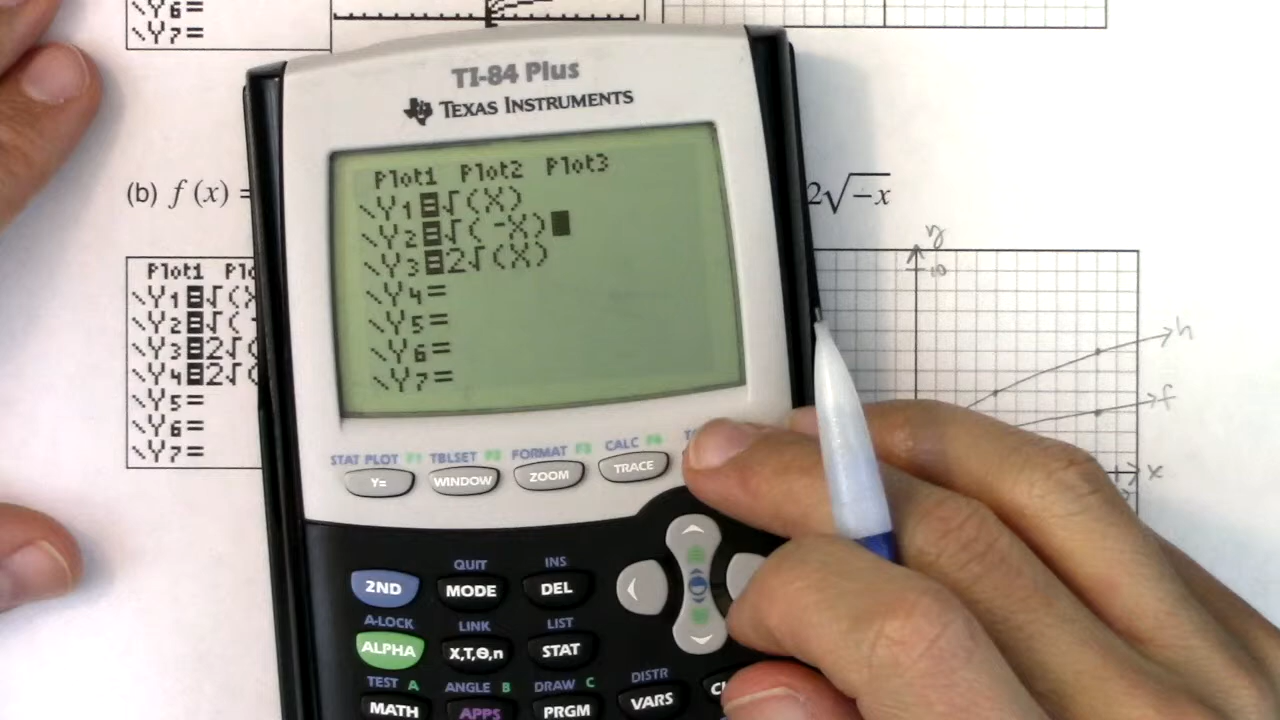 \Y6=
\Y7=
TI-84 Plus
TEXAS INSTRUMENTS
Plot1 Plot2 Plot3
\Y1=√(X)
\Y2=√(-X)
\Y3=2√(X)
\Y4=
\Y5=
\Y6=
\Y7=
(b) f(x) =
2√-x
Plot1
\Y1=√(
\Y2=√(-
\Y3=2√(
\Y4=2√(
\Y5=
\Y6=
\Y7=
y
10
h
f
x
STAT PLOT F1 TBLSET F2 FORMAT F3 CALC F4
Y= WINDOW ZOOM TRACE
QUIT INS
2ND MODE DEL
A-LOCK LINK LIST
ALPHA X,T,Θ,n STAT
TEST A ANGLE B DRAW C DISTR
MATH APPS PRGM VARS